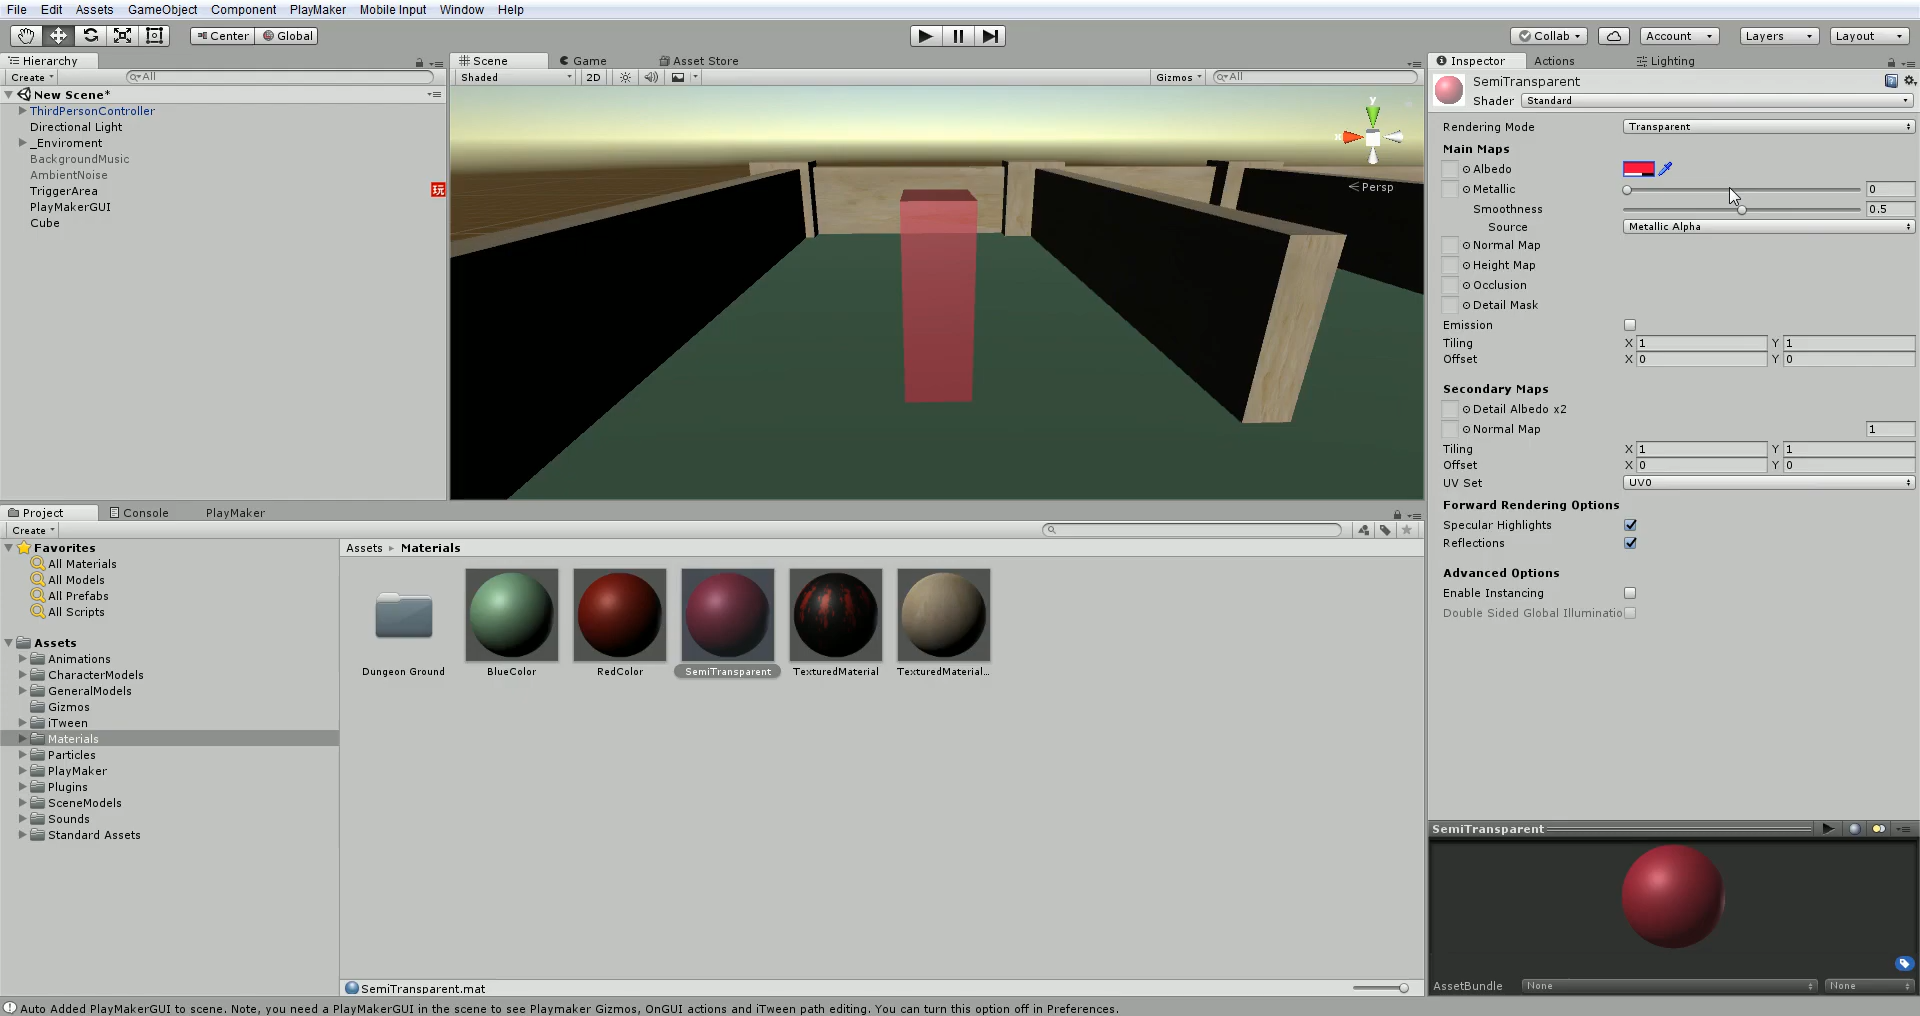 File Edit Assets GameObject Component PlayMaker Mobile Input Window Help
Center Global Collab Account Layers Layout
Hierarchy
Create All
New Scene*
ThirdPersonController
Directional Light
_Enviroment
BackgroundMusic
AmbientNoise
TriggerArea 玩
PlayMakerGUI
Cube
Scene Game Asset Store
Shaded 2D Gizmos All
y
x
Persp
Inspector Actions Lighting
SemiTransparent
Shader Standard
Rendering Mode Transparent
Main Maps
Albedo
Metallic 0
Smoothness 0.5
Source Metallic Alpha
Normal Map
Height Map
Occlusion
Detail Mask
Emission
Tiling X 1 Y 1
Offset X 0 Y 0
Secondary Maps
Detail Albedo x2
Normal Map 1
Tiling X 1 Y 1
Offset X 0 Y 0
UV Set UV0
Forward Rendering Options
Specular Highlights
Reflections
Advanced Options
Enable Instancing
Double Sided Global Illuminatio
SemiTransparent
AssetBundle None None
Project Console PlayMaker
Create
Favorites
All Materials
All Models
All Prefabs
All Scripts
Assets
Animations
CharacterModels
GeneralModels
Gizmos
iTween
Materials
Particles
PlayMaker
Plugins
SceneModels
Sounds
Standard Assets
Assets Materials
Dungeon Ground BlueColor RedColor SemiTransparent TexturedMaterial TexturedMaterial...
SemiTransparent.mat
Auto Added PlayMakerGUI to scene. Note, you need a PlayMakerGUI in the scene to see Playmaker Gizmos, OnGUI actions and iTween path editing. You can turn this option off in Preferences.